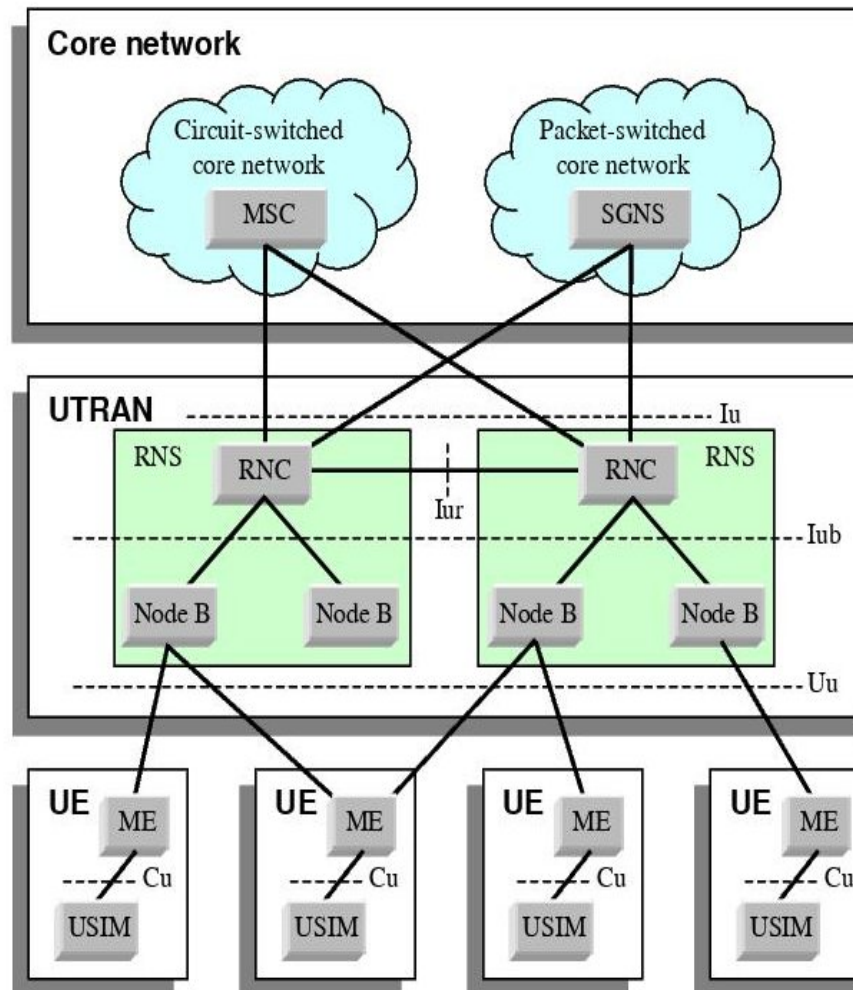 Core network
Circuit-switched
core network
MSC
Packet-switched
core network
SGNS
UTRAN
Iu
RNS
RNC
RNC
RNS
Iur
Iub
Node B
Node B
Node B
Node B
Uu
UE
ME
Cu
USIM
UE
ME
Cu
USIM
UE
ME
Cu
USIM
UE
ME
Cu
USIM